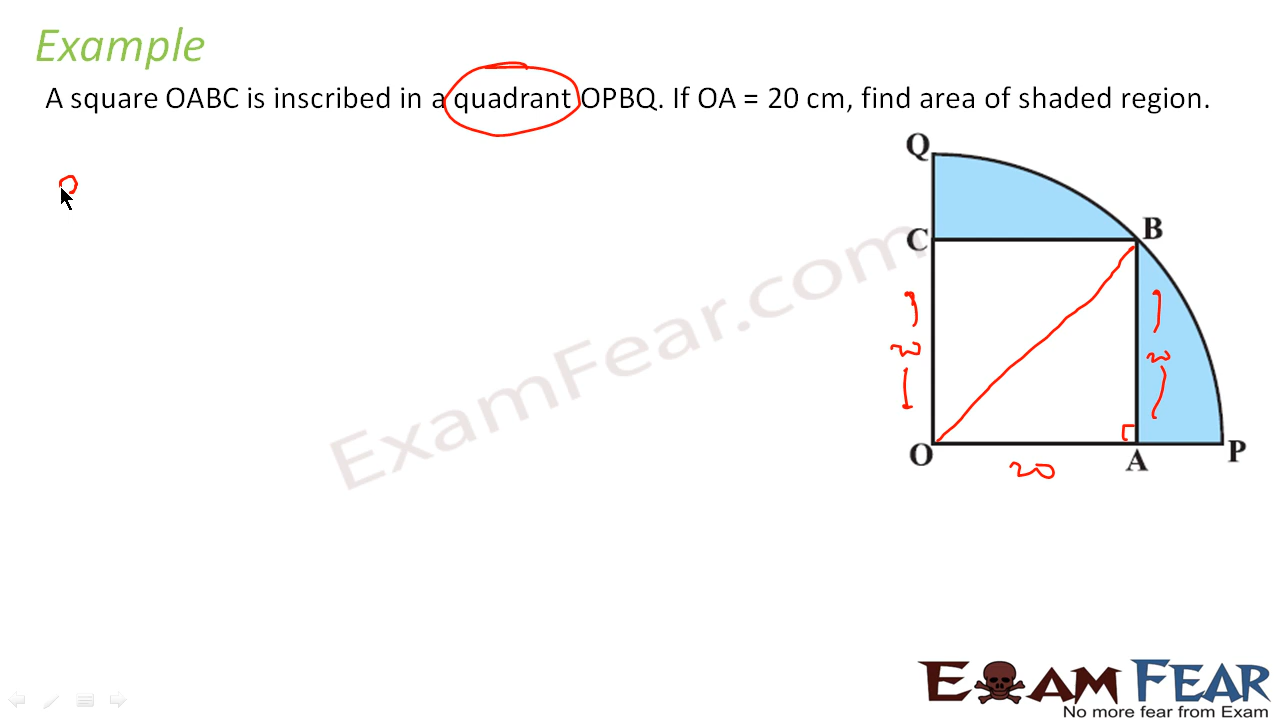 Example
A square OABC is inscribed in a quadrant OPBQ. If OA = 20 cm, find area of shaded region.
Q
C
B
20
20
O
A
P
20
ExamFear.com
EXAM FEAR
No more fear from Exam